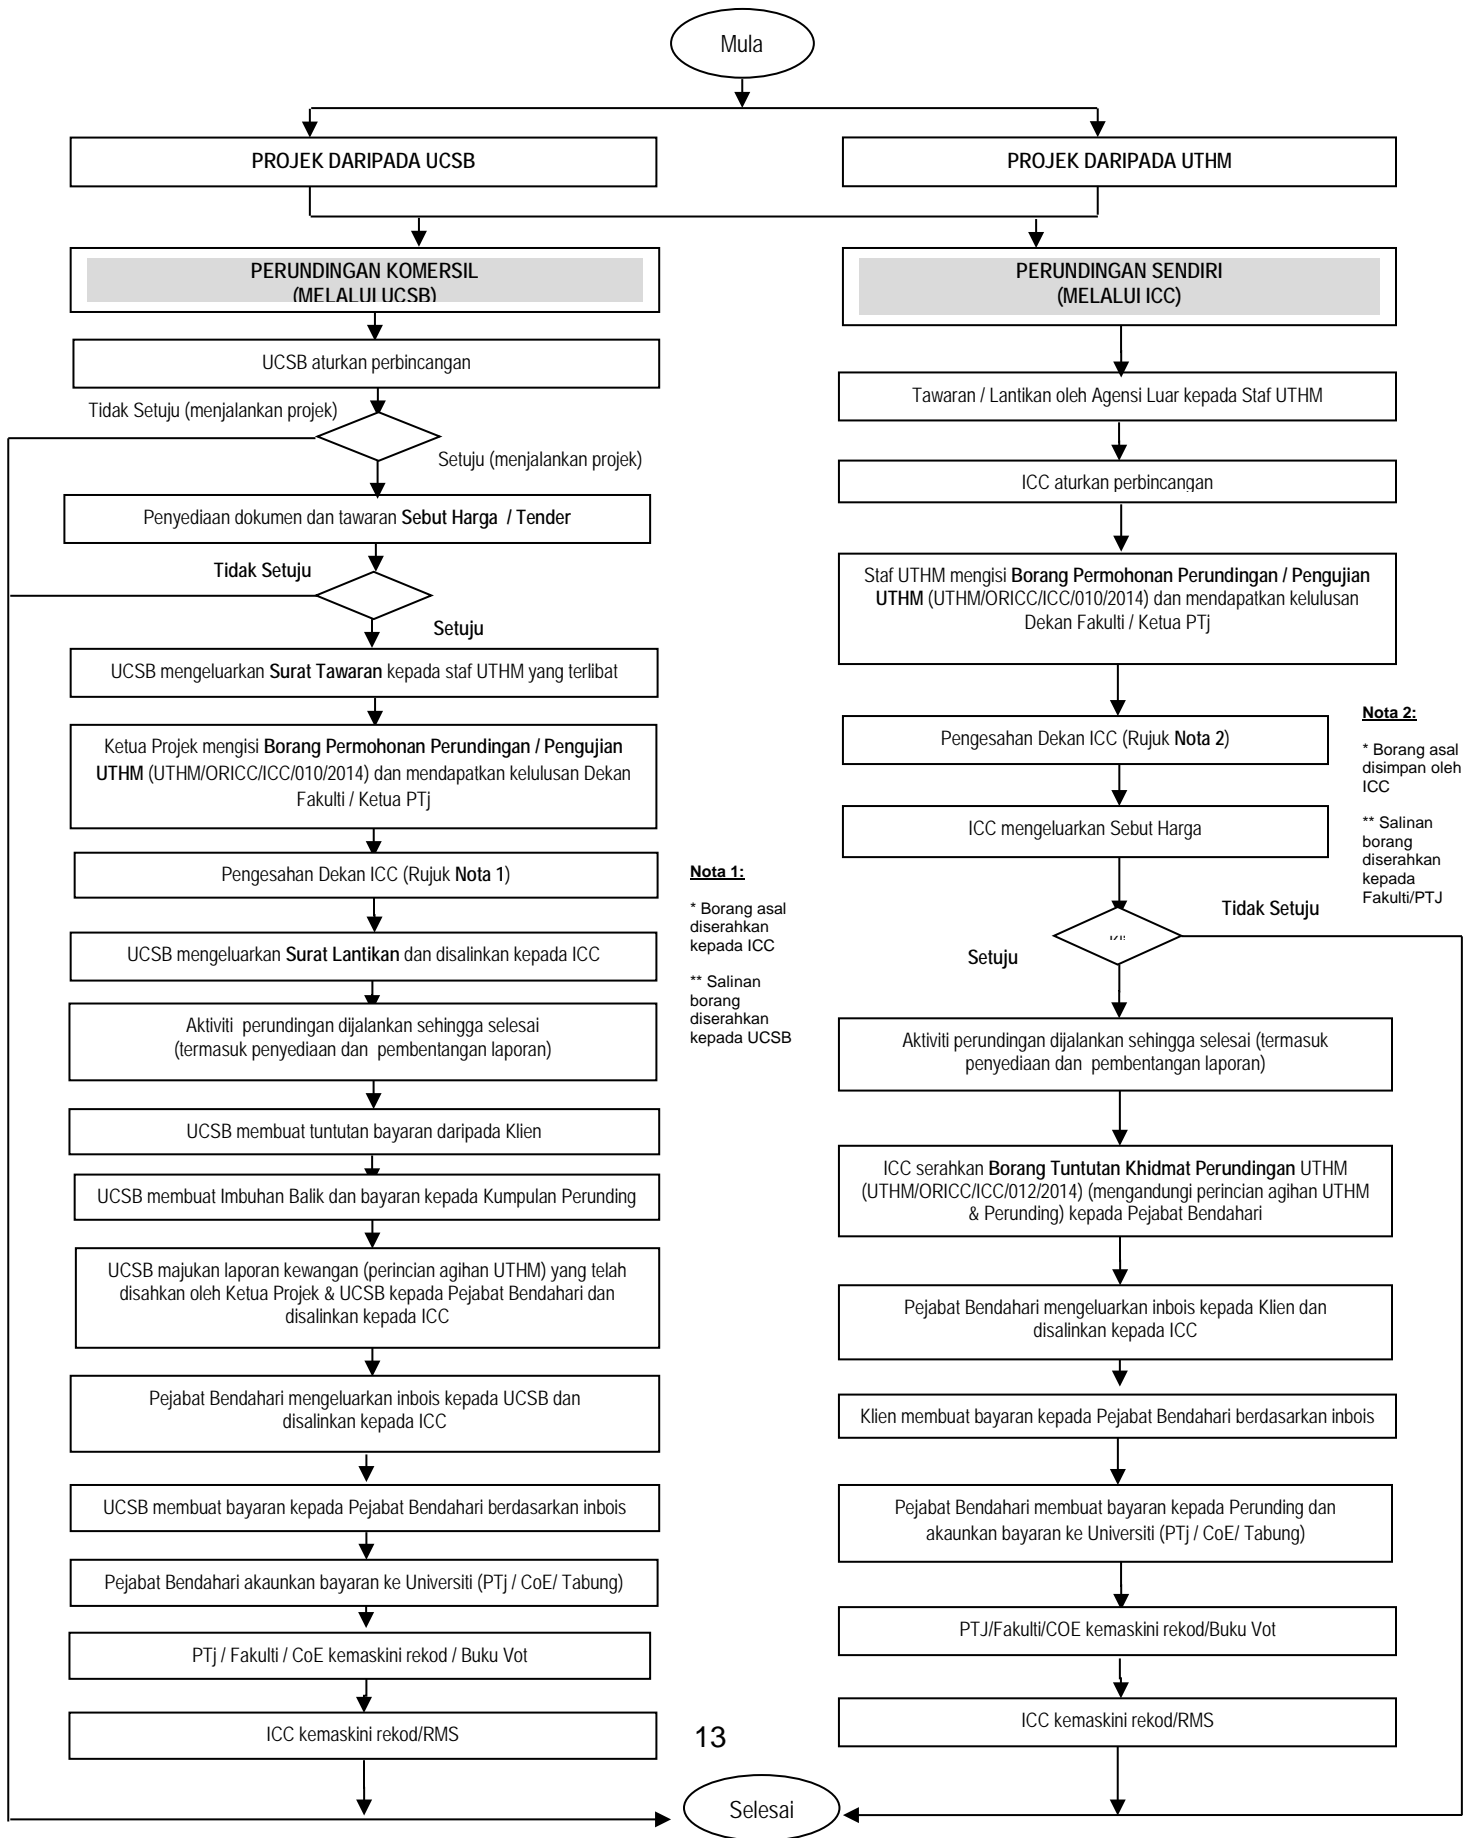 Mula
PROJEK DARIPADA UCSB
PROJEK DARIPADA UTHM
PERUNDINGAN KOMERSIL
(MELALUI UCSB)
UCSB aturkan perbincangan
Tidak Setuju (menjalankan projek)
Setuju (menjalankan projek)
Penyediaan dokumen dan tawaran Sebut Harga / Tender
Tidak Setuju
Setuju
UCSB mengeluarkan Surat Tawaran kepada staf UTHM yang terlibat
Ketua Projek mengisi Borang Permohonan Perundingan / Pengujian
UTHM (UTHM/ORICC/ICC/010/2014) dan mendapatkan kelulusan Dekan
Fakulti / Ketua PTj
Pengesahan Dekan ICC (Rujuk Nota 1)
UCSB mengeluarkan Surat Lantikan dan disalinkan kepada ICC
Aktiviti perundingan dijalankan sehingga selesai
(termasuk penyediaan dan pembentangan laporan)
UCSB membuat tuntutan bayaran daripada Klien
UCSB membuat Imbuhan Balik dan bayaran kepada Kumpulan Perunding
UCSB majukan laporan kewangan (perincian agihan UTHM) yang telah
disahkan oleh Ketua Projek & UCSB kepada Pejabat Bendahari dan
disalinkan kepada ICC
Pejabat Bendahari mengeluarkan inbois kepada UCSB dan
disalinkan kepada ICC
UCSB membuat bayaran kepada Pejabat Bendahari berdasarkan inbois
Pejabat Bendahari akaunkan bayaran ke Universiti (PTj / CoE/ Tabung)
PTj / Fakulti / CoE kemaskini rekod / Buku Vot
ICC kemaskini rekod/RMS
Nota 1:
* Borang asal
diserahkan
kepada ICC
** Salinan
borang
diserahkan
kepada UCSB
PERUNDINGAN SENDIRI
(MELALUI ICC)
Tawaran / Lantikan oleh Agensi Luar kepada Staf UTHM
ICC aturkan perbincangan
Staf UTHM mengisi Borang Permohonan Perundingan / Pengujian
UTHM (UTHM/ORICC/ICC/010/2014) dan mendapatkan kelulusan
Dekan Fakulti / Ketua PTj
Pengesahan Dekan ICC (Rujuk Nota 2)
ICC mengeluarkan Sebut Harga
Nota 2:
* Borang asal
disimpan oleh
ICC
** Salinan
borang
diserahkan
kepada
Fakulti/PTJ
Tidak Setuju
Setuju
Aktiviti perundingan dijalankan sehingga selesai (termasuk
penyediaan dan pembentangan laporan)
ICC serahkan Borang Tuntutan Khidmat Perundingan UTHM
(UTHM/ORICC/ICC/012/2014) (mengandungi perincian agihan UTHM
& Perunding) kepada Pejabat Bendahari
Pejabat Bendahari mengeluarkan inbois kepada Klien dan
disalinkan kepada ICC
Klien membuat bayaran kepada Pejabat Bendahari berdasarkan inbois
Pejabat Bendahari membuat bayaran kepada Perunding dan
akaunkan bayaran ke Universiti (PTj / CoE/ Tabung)
PTJ/Fakulti/COE kemaskini rekod/Buku Vot
ICC kemaskini rekod/RMS
13
Selesai